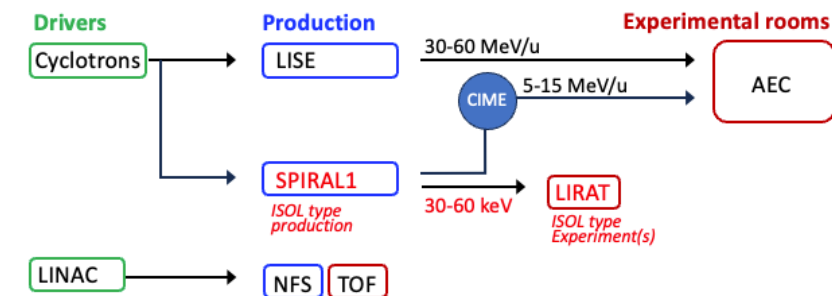 Drivers
Production
Experimental rooms
Cyclotrons
LISE
30-60 MeV/u
AEC
CIME
5-15 MeV/u
SPIRAL1
ISOL type
production
30-60 keV
LIRAT
ISOL type
Experiment(s)
LINAC
NFS
TOF